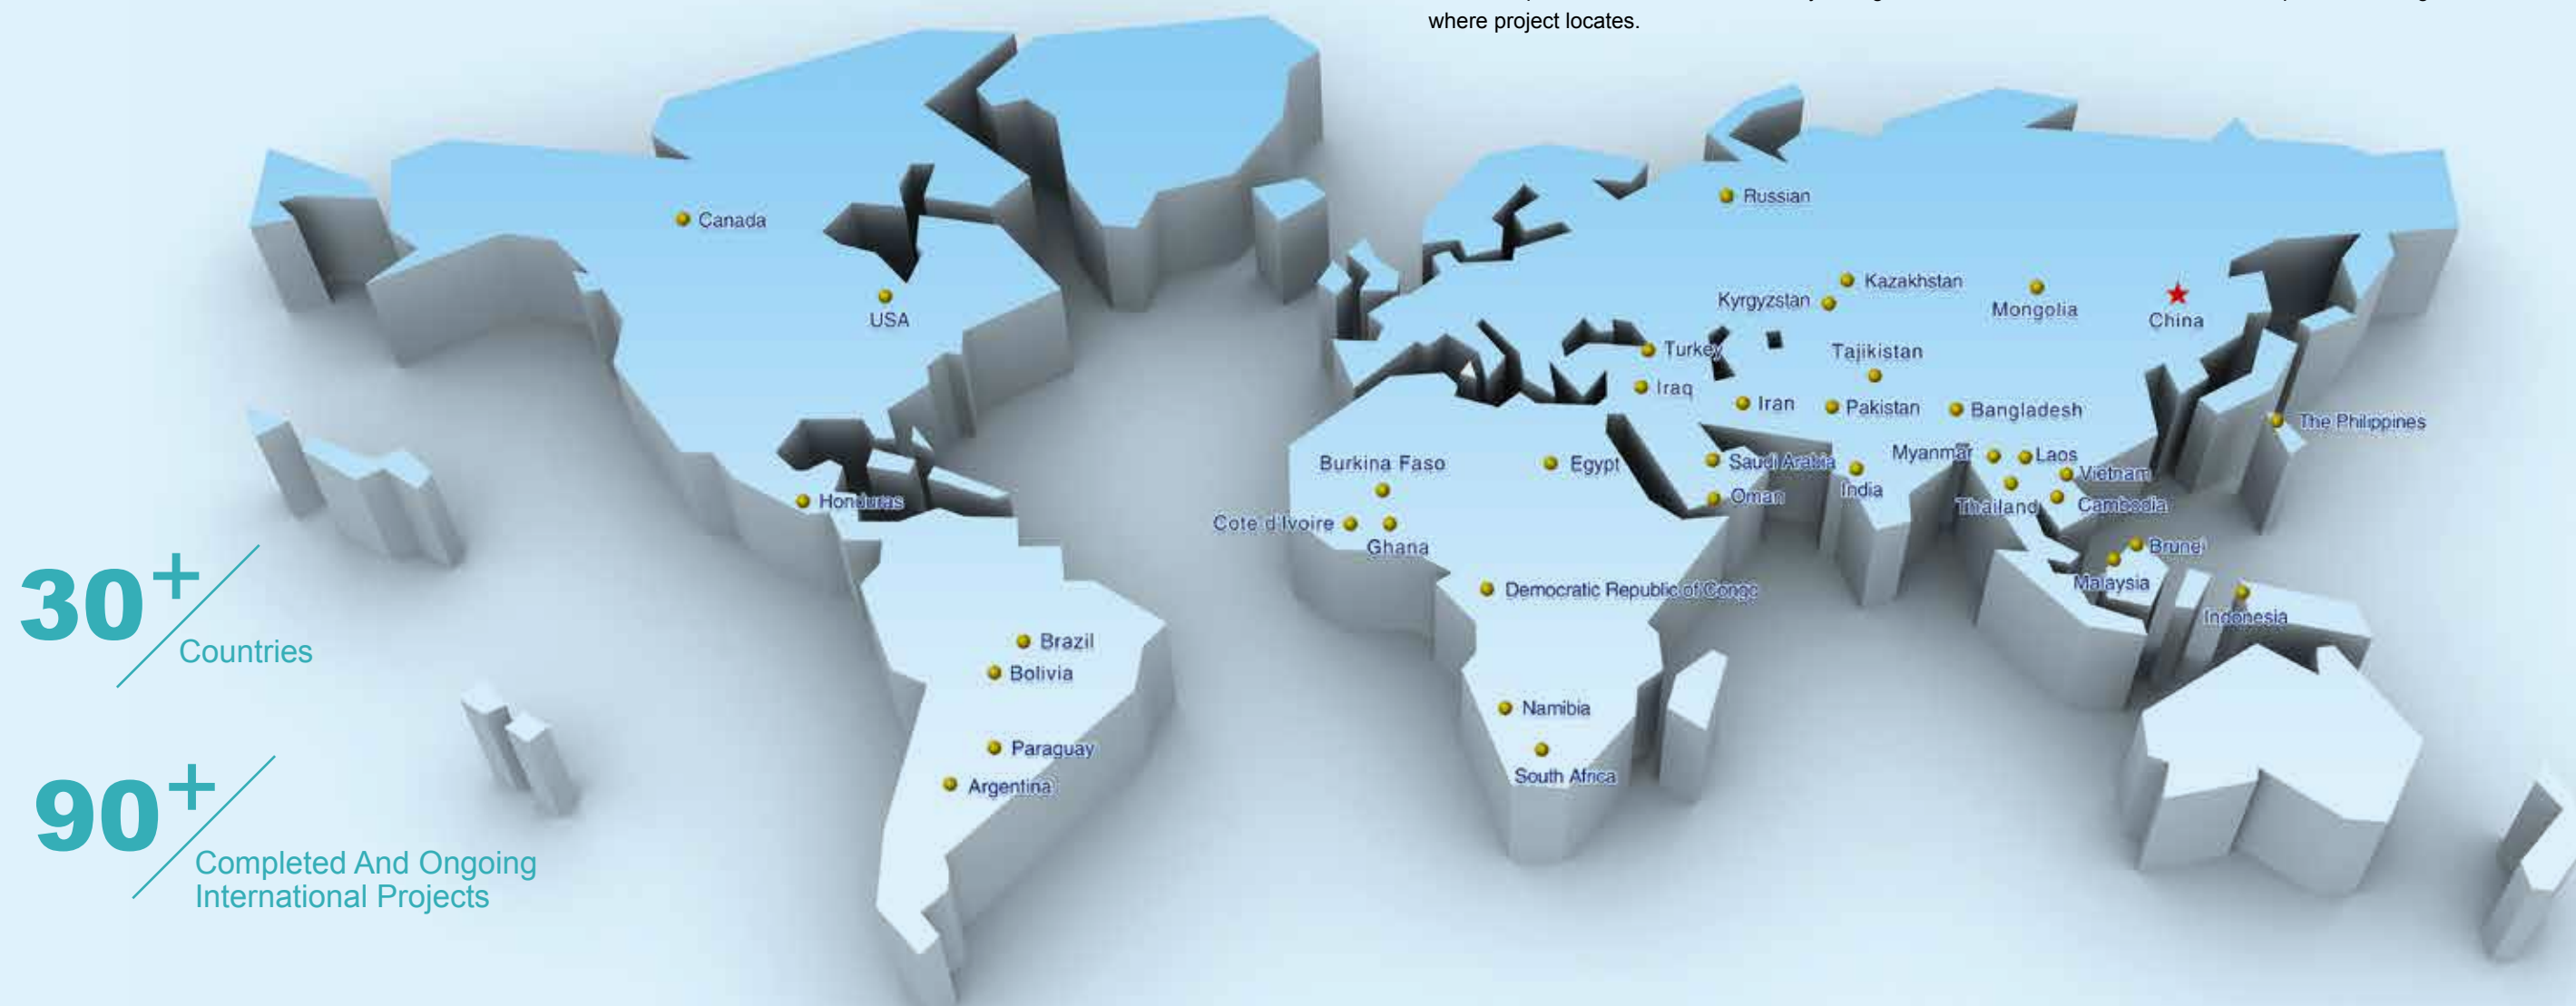 where project locates.
Canada
USA
Honduras
Russian
Kazakhstan
Kyrgyzstan
Mongolia
China
Turkey
Tajikistan
Iraq
Iran
Pakistan
Bangladesh
The Philippines
Burkina Faso
Egypt
Saudi Arabia
Myanmar
Laos
Vietnam
India
Oman
Thailand
Cambodia
Cote d'Ivoire
Ghana
Brunei
Malaysia
Democratic Republic of Congo
Indonesia
30+
Countries
Brazil
Bolivia
Namibia
Paraguay
South Africa
Argentina
90+
Completed And Ongoing
International Projects